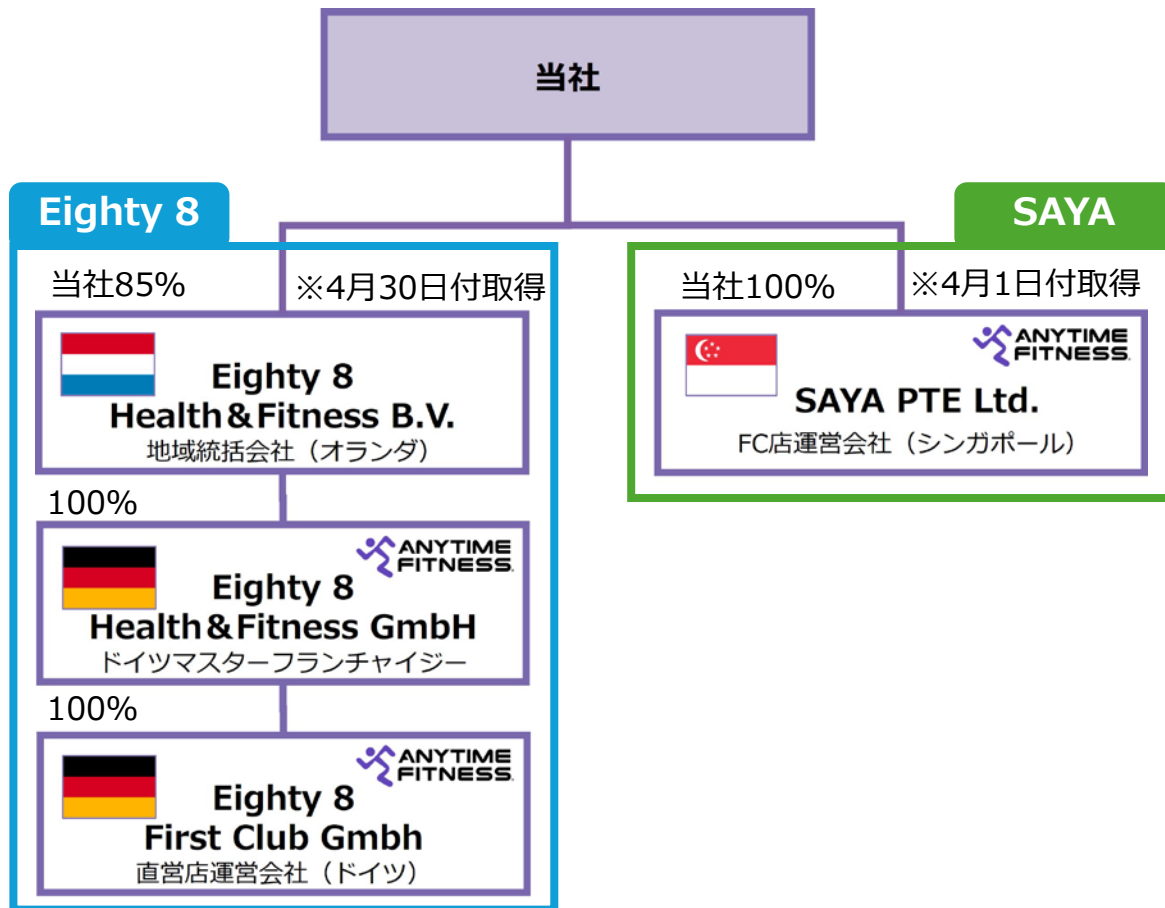 当社
Eighty 8
当社85%
※4月30日付取得
Eighty 8
Health&Fitness B.V.
地域統括会社（オランダ）
100%
ANYTIME
FITNESS.
Eighty 8
Health&Fitness GmbH
ドイツマスターフランチャイジー
100%
ANYTIME
FITNESS.
Eighty 8
First Club Gmbh
直営店運営会社（ドイツ）
SAYA
当社100%
※4月1日付取得
ANYTIME
FITNESS.
SAYA PTE Ltd.
FC店運営会社（シンガポール）